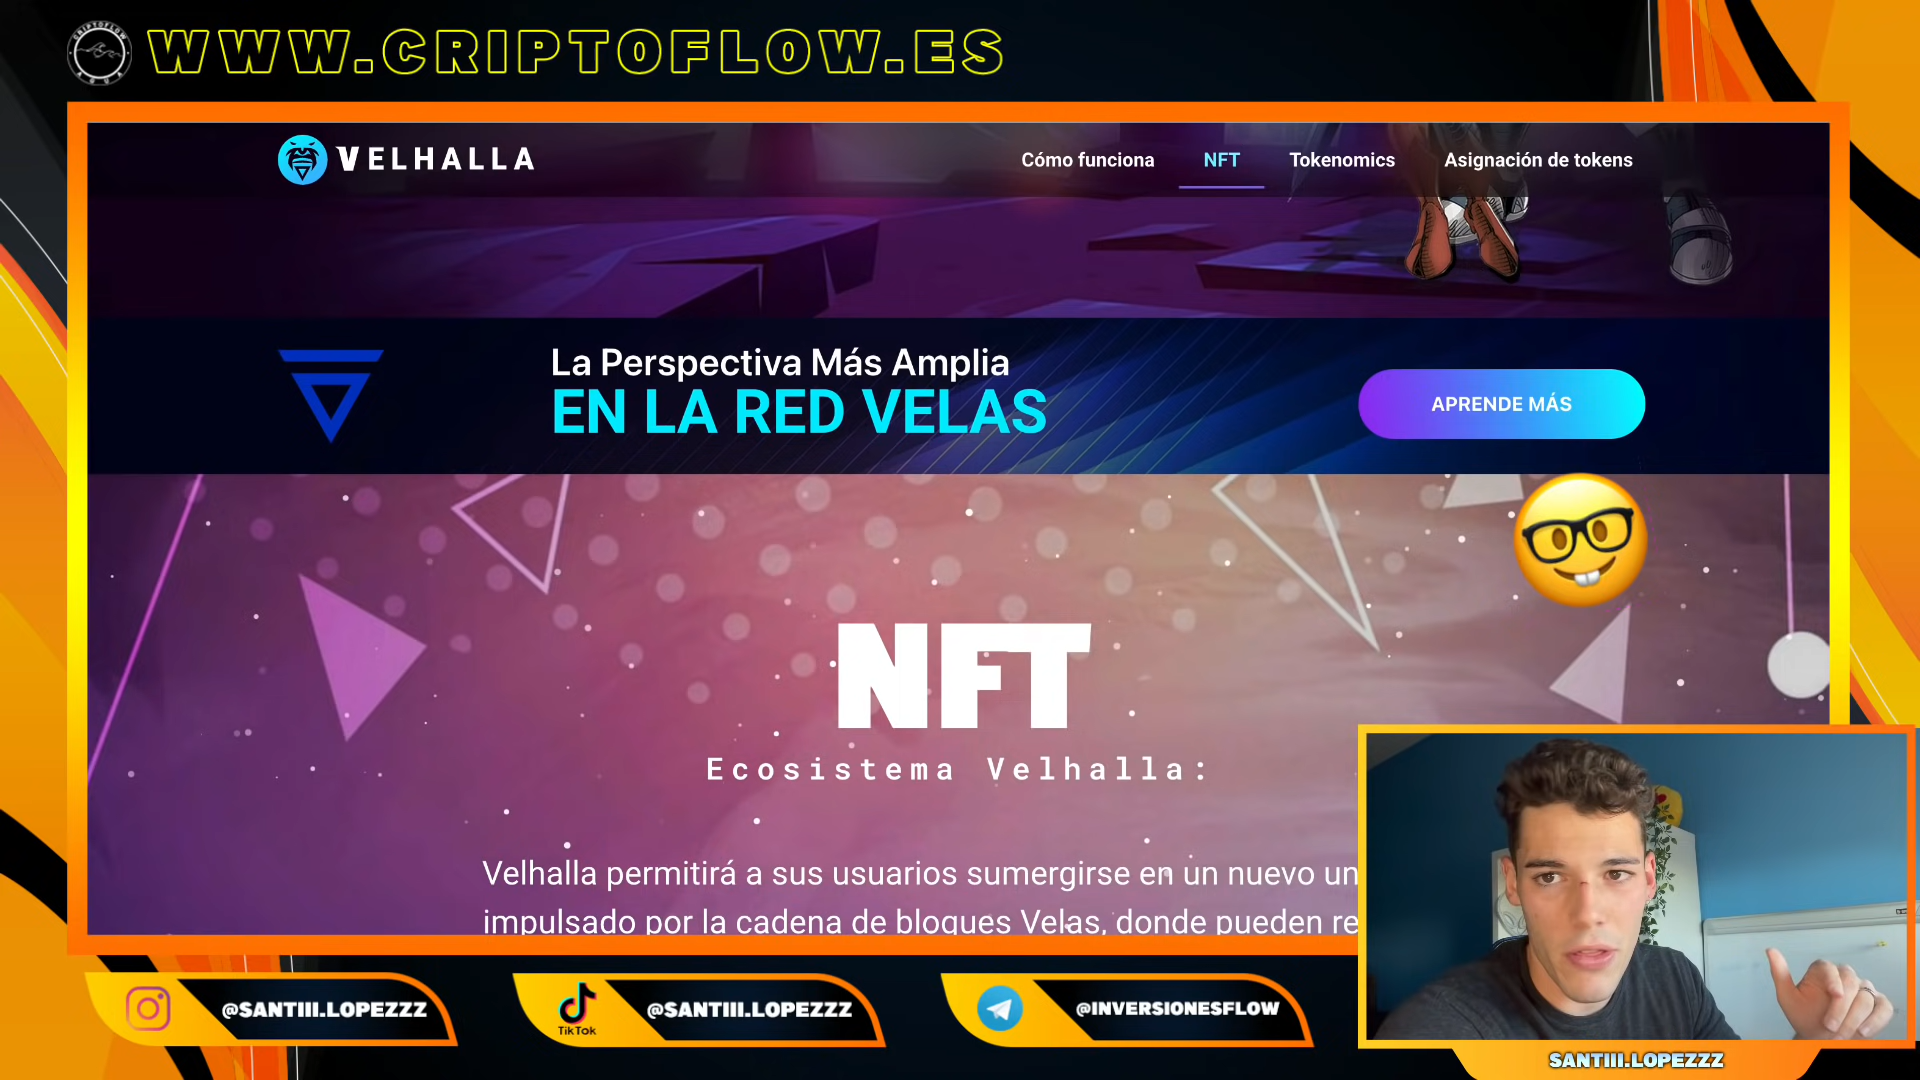 WWW.CRIPTOFLOW.ES
CRIPTOFLOW
VELHALLA
Cómo funciona
NFT
Tokenomics
Asignación de tokens
La Perspectiva Más Amplia
EN LA RED VELAS
APRENDE MÁS
NFT
Ecosistema Velhalla:
Velhalla permitirá a sus usuarios sumergirse en un nuevo un
impulsado por la cadena de bloques Velas, donde pueden re
@SANTIII.LOPEZZZ
TikTok
@SANTIII.LOPEZZZ
@INVERSIONESFLOW
SANTIII.LOPEZZZ